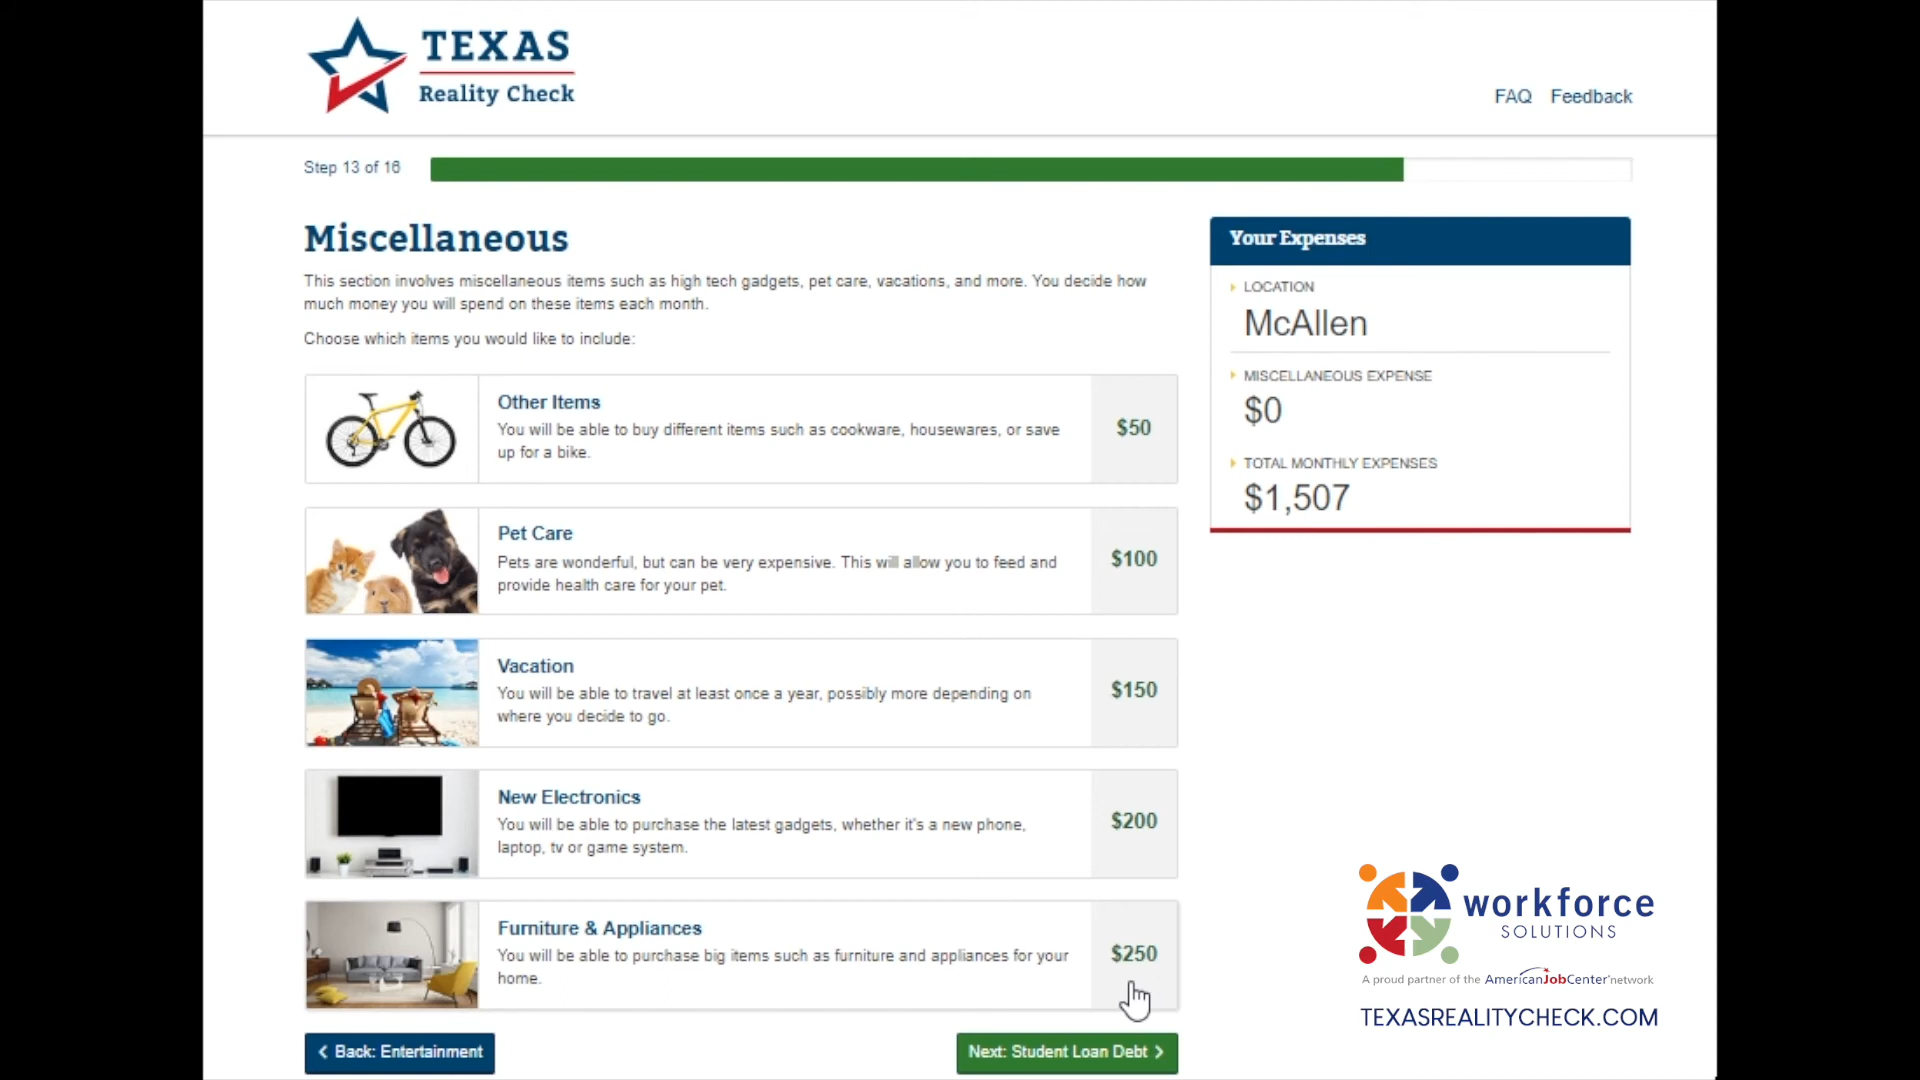 TEXAS
Reality Check
FAQ Feedback
Step 13 of 16
Miscellaneous
This section involves miscellaneous items such as high tech gadgets, pet care, vacations, and more. You decide how
much money you will spend on these items each month.
Choose which items you would like to include:
Other Items
You will be able to buy different items such as cookware, housewares, or save
up for a bike.
$50
Pet Care
Pets are wonderful, but can be very expensive. This will allow you to feed and
provide health care for your pet.
$100
Vacation
You will be able to travel at least once a year, possibly more depending on
where you decide to go.
$150
New Electronics
You will be able to purchase the latest gadgets, whether it's a new phone,
laptop, tv or game system.
$200
Furniture & Appliances
You will be able to purchase big items such as furniture and appliances for your
home.
$250
Back: Entertainment
Next: Student Loan Debt
Your Expenses
LOCATION
McAllen
MISCELLANEOUS EXPENSE
$0
TOTAL MONTHLY EXPENSES
$1,507
workforce
SOLUTIONS
A proud partner of the AmericanJobCenter® network
TEXASREALITYCHECK.COM